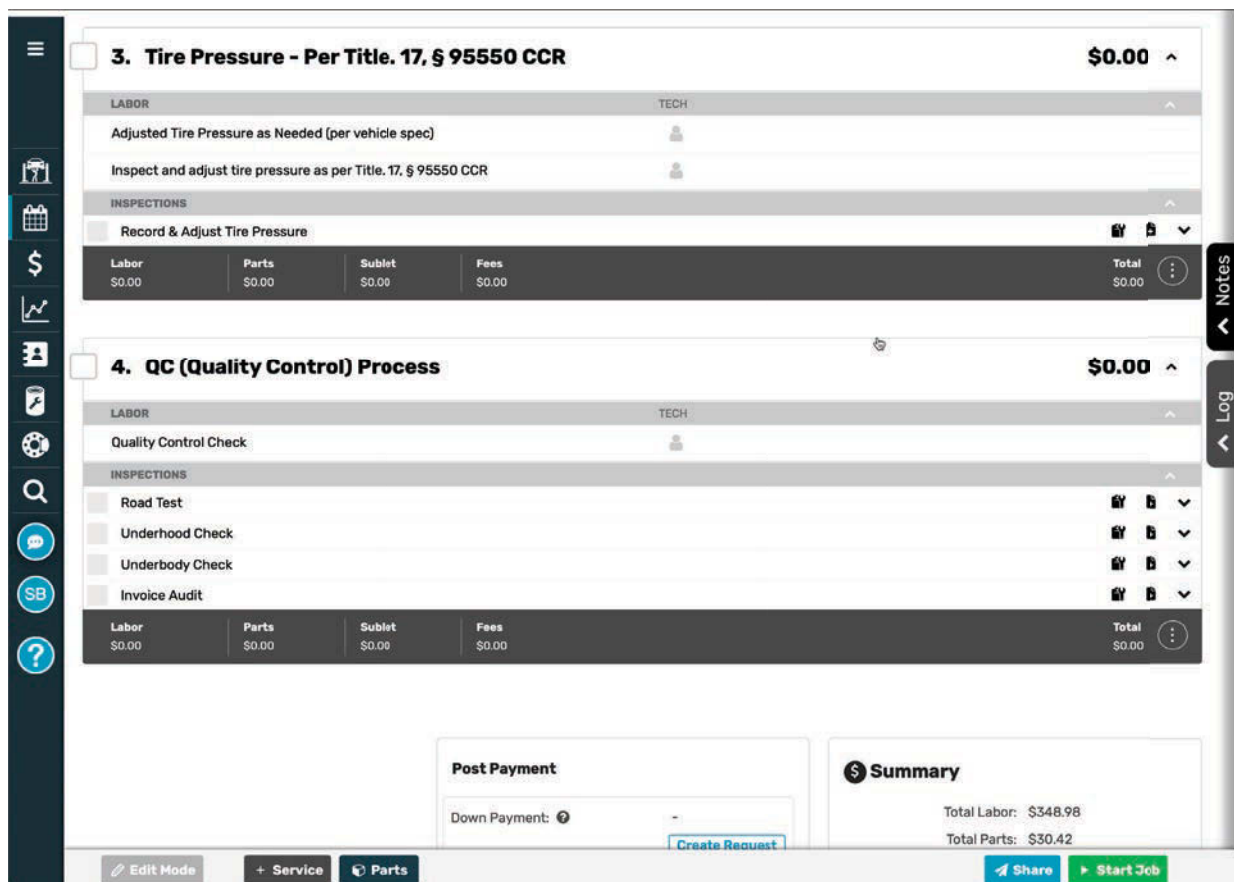 3. Tire Pressure - Per Title. 17, § 95550 CCR $0.00
LABOR TECH
Adjusted Tire Pressure as Needed (per vehicle spec)
Inspect and adjust tire pressure as per Title. 17, § 95550 CCR
INSPECTIONS
Record & Adjust Tire Pressure
Labor Parts Sublet Fees Total
$0.00 $0.00 $0.00 $0.00 $0.00
Notes
4. QC (Quality Control) Process $0.00
Log
LABOR TECH
Quality Control Check
INSPECTIONS
Road Test
Underhood Check
Underbody Check
Invoice Audit
SB
Labor Parts Sublet Fees Total
$0.00 $0.00 $0.00 $0.00 $0.00
?
Post Payment
Down Payment: ? -
Create Request
$ Summary
Total Labor: $348.98
Total Parts: $30.42
Edit Mode + Service Parts Share Start Job